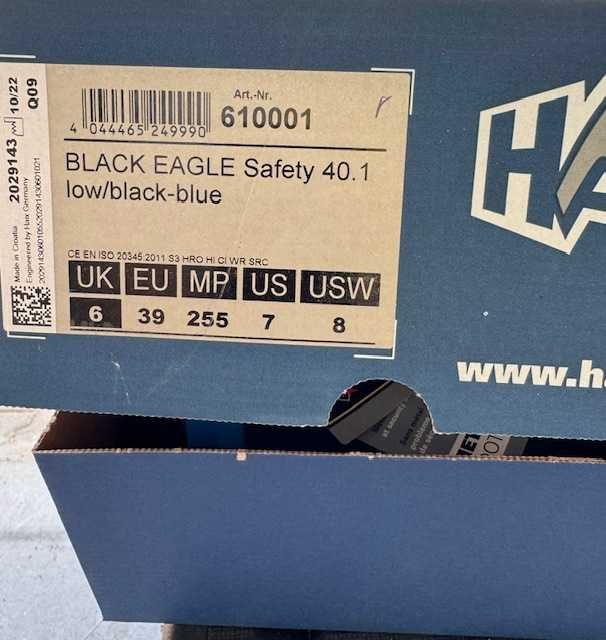 Made in Croatia 2029143 10/22
Engineered by Haix Germany Q09
Art.-Nr.
610001
4 044465 249990
BLACK EAGLE Safety 40.1
low/black-blue
CE EN ISO 20345:2011 S3 HRO HI CI WR SRC
UK EU MP US USW
6 39 255 7 8
HA
www.h